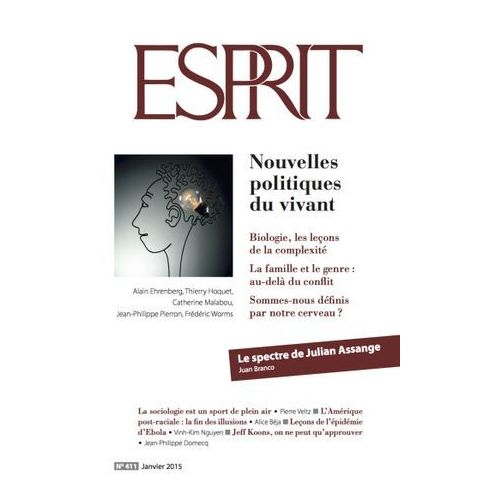 ESPRIT
Nouvelles
politiques
du vivant
Biologie, les leçons
de la complexité
La famille et le genre :
au-delà du conflit
Sommes-nous définis
par notre cerveau ?
Alain Ehrenberg, Thierry Hoquet,
Catherine Malabou,
Jean-Philippe Pierron, Frédéric Worms
Le spectre de Julian Assange
Juan Branco
La sociologie est un sport de plein air • Pierre Veltz ■ L'Amérique
post-raciale : la fin des illusions • Alice Béja ■ Leçons de l'épidémie
d'Ebola • Vinh-Kim Nguyen ■ Jeff Koons, on ne peut qu'approuver
• Jean-Philippe Domecq
N° 411 Janvier 2015